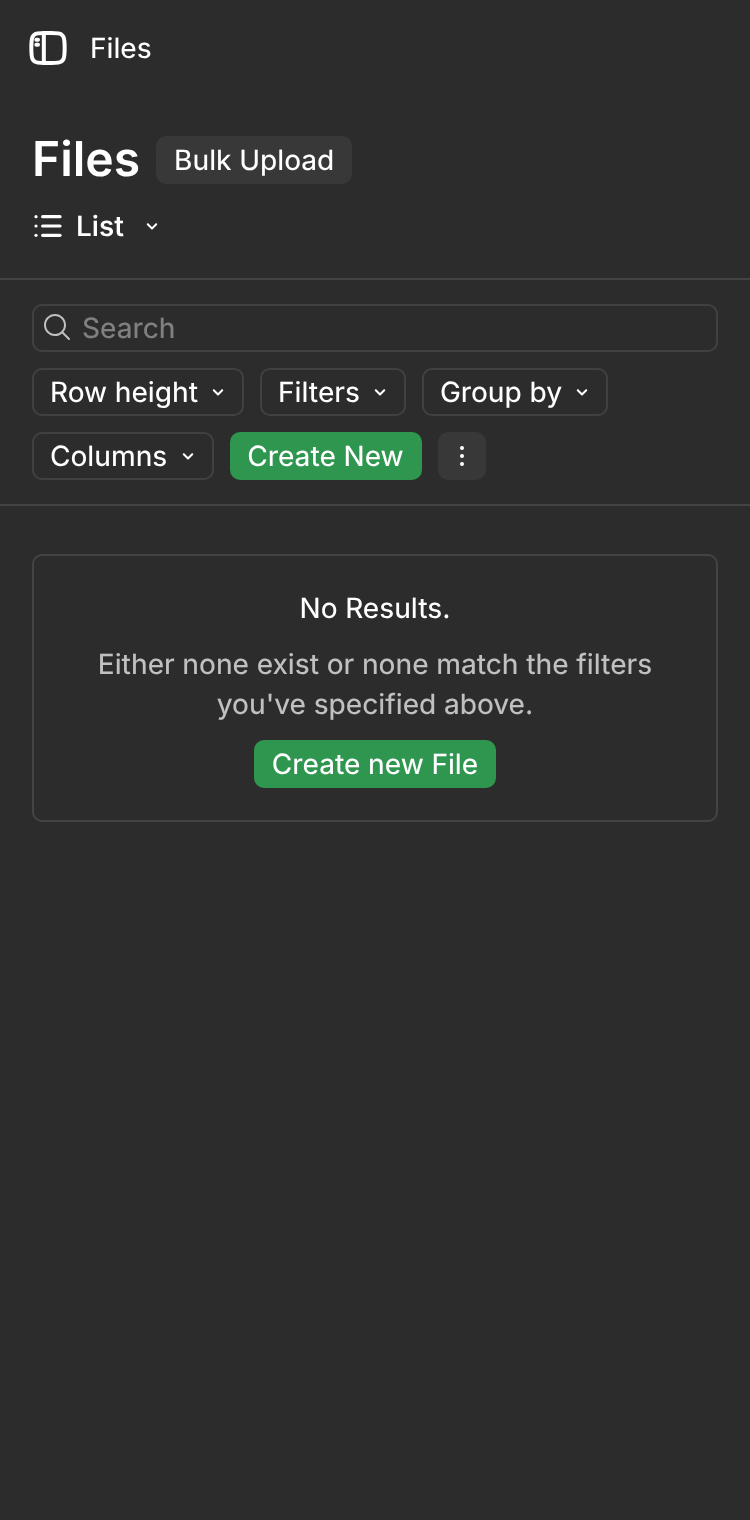 Files
Files
Bulk Upload
List
Search
Row height
Filters
Group by
Columns
Create New
No Results.
Either none exist or none match the filters
you've specified above.
Create new File